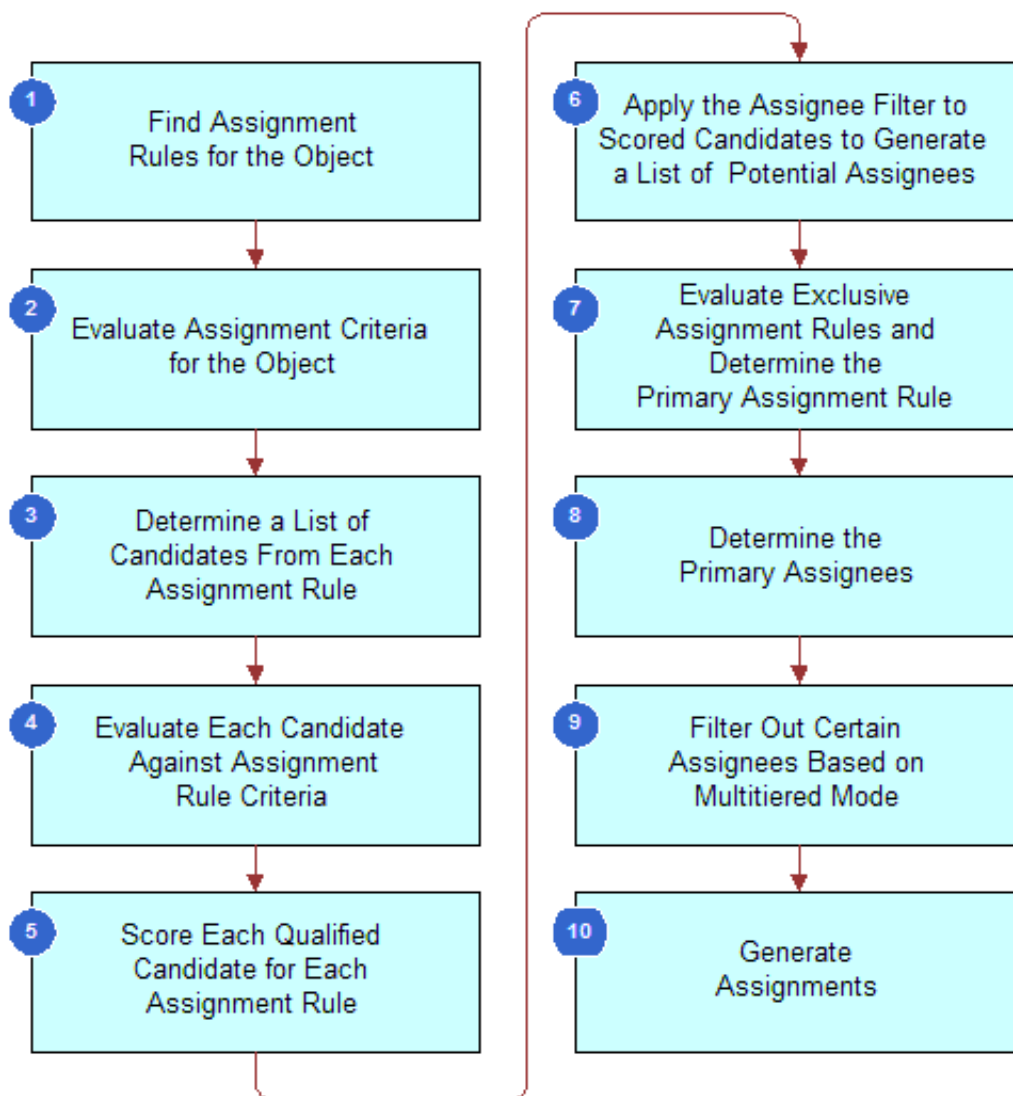 1
Find Assignment
Rules for the Object
2
Evaluate Assignment Criteria
for the Object
3
Determine a List of
Candidates From Each
Assignment Rule
4
Evaluate Each Candidate
Against Assignment
Rule Criteria
5
Score Each Qualified
Candidate for Each
Assignment Rule
6
Apply the Assignee Filter to
Scored Candidates to Generate
a List of Potential Assignees
7
Evaluate Exclusive
Assignment Rules and
Determine the
Primary Assignment Rule
8
Determine the
Primary Assignees
9
Filter Out Certain
Assignees Based on
Multitiered Mode
10
Generate
Assignments